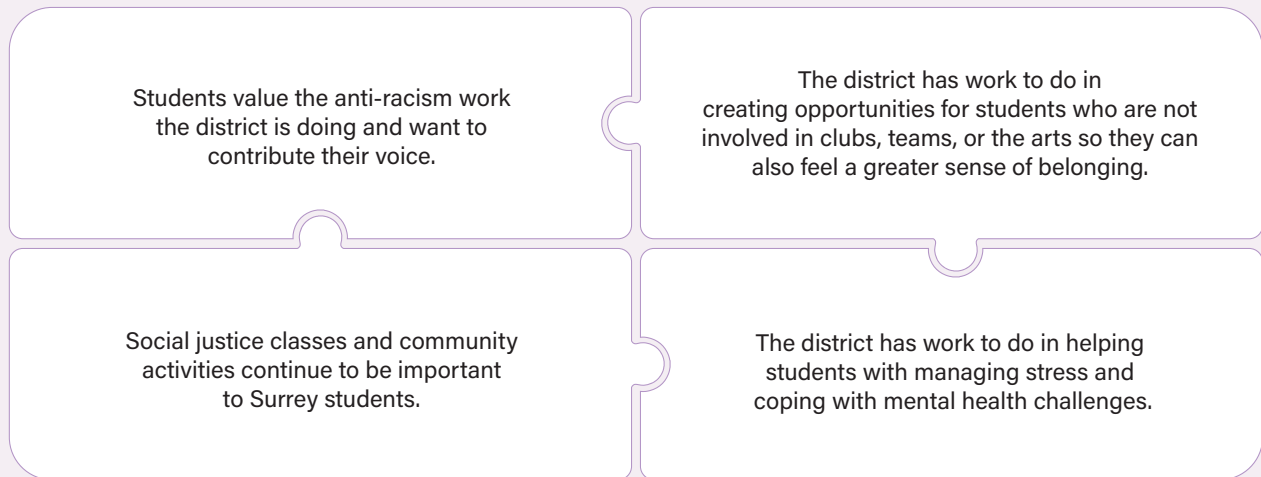 Students value the anti-racism work
the district is doing and want to
contribute their voice.
The district has work to do in
creating opportunities for students who are not
involved in clubs, teams, or the arts so they can
also feel a greater sense of belonging.
Social justice classes and community
activities continue to be important
to Surrey students.
The district has work to do in helping
students with managing stress and
coping with mental health challenges.